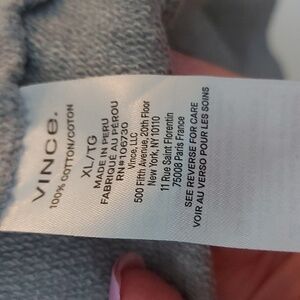 VINCE.
100% COTTON/COTON
XL/TG
MADE IN PERU
FABRIQUÉ AU PÉROU
RN#106730
Vince, LLC
500 Fifth Avenue, 20th Floor
New York, NY 10110
11 Rue Saint Florentin
75008 Paris France
SEE REVERSE FOR CARE
VOIR AU VERSO POUR LES SOINS